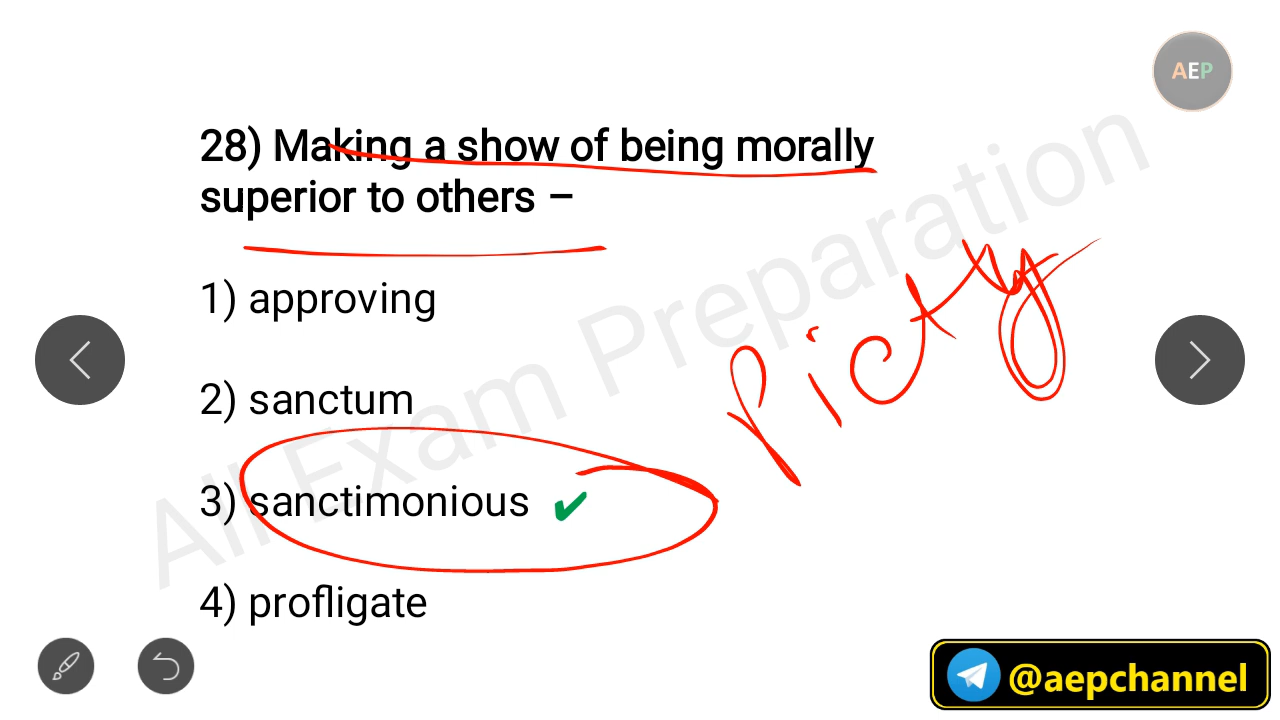 AEP
28) Making a show of being morally
superior to others –
1) approving
2) sanctum
3) sanctimonious ✔
4) profligate
Piety
All Exam Preparation
@aepchannel